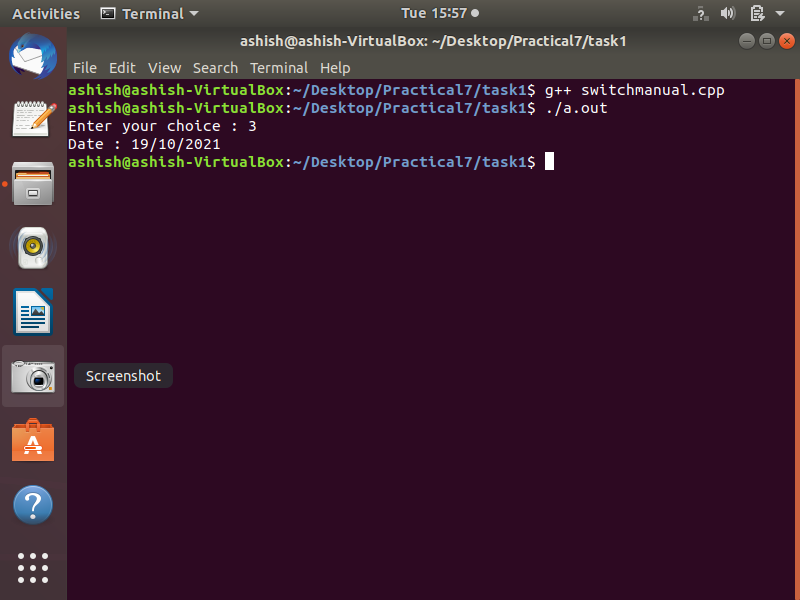 Activities Terminal Tue 15:57
ashish@ashish-VirtualBox: ~/Desktop/Practical7/task1
File Edit View Search Terminal Help
ashish@ashish-VirtualBox:~/Desktop/Practical7/task1$ g++ switchmanual.cpp
ashish@ashish-VirtualBox:~/Desktop/Practical7/task1$ ./a.out
Enter your choice : 3
Date : 19/10/2021
ashish@ashish-VirtualBox:~/Desktop/Practical7/task1$
Screenshot